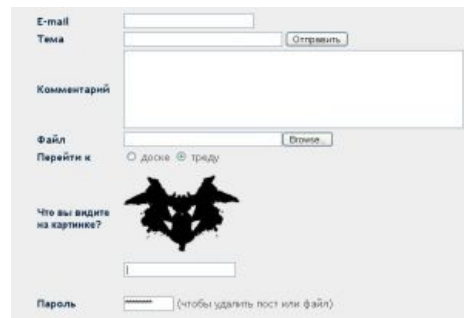 E-mail
Тема Отправить
Комментарий
Файл Browse...
Перейти к доске треду
Что вы видите
на картинке?
Пароль (чтобы удалить пост или файл)